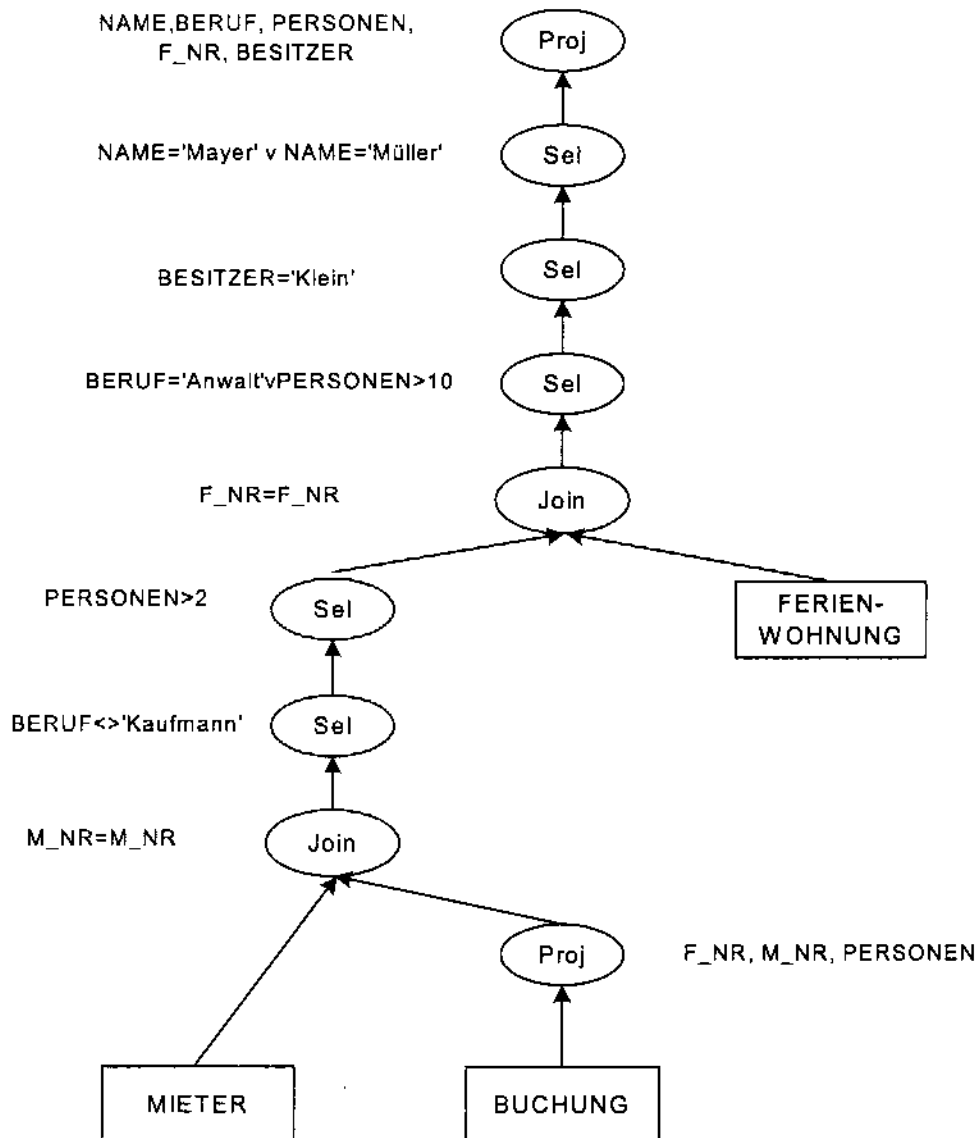 NAME,BERUF, PERSONEN,
F_NR, BESITZER
Proj
NAME='Mayer' v NAME='Müller'
Sel
BESITZER='Klein'
Sel
BERUF='Anwalt'vPERSONEN>10
Sel
F_NR=F_NR
Join
PERSONEN>2
Sel
FERIEN-
WOHNUNG
BERUF<>'Kaufmann'
Sel
M_NR=M_NR
Join
Proj
F_NR, M_NR, PERSONEN
MIETER
BUCHUNG